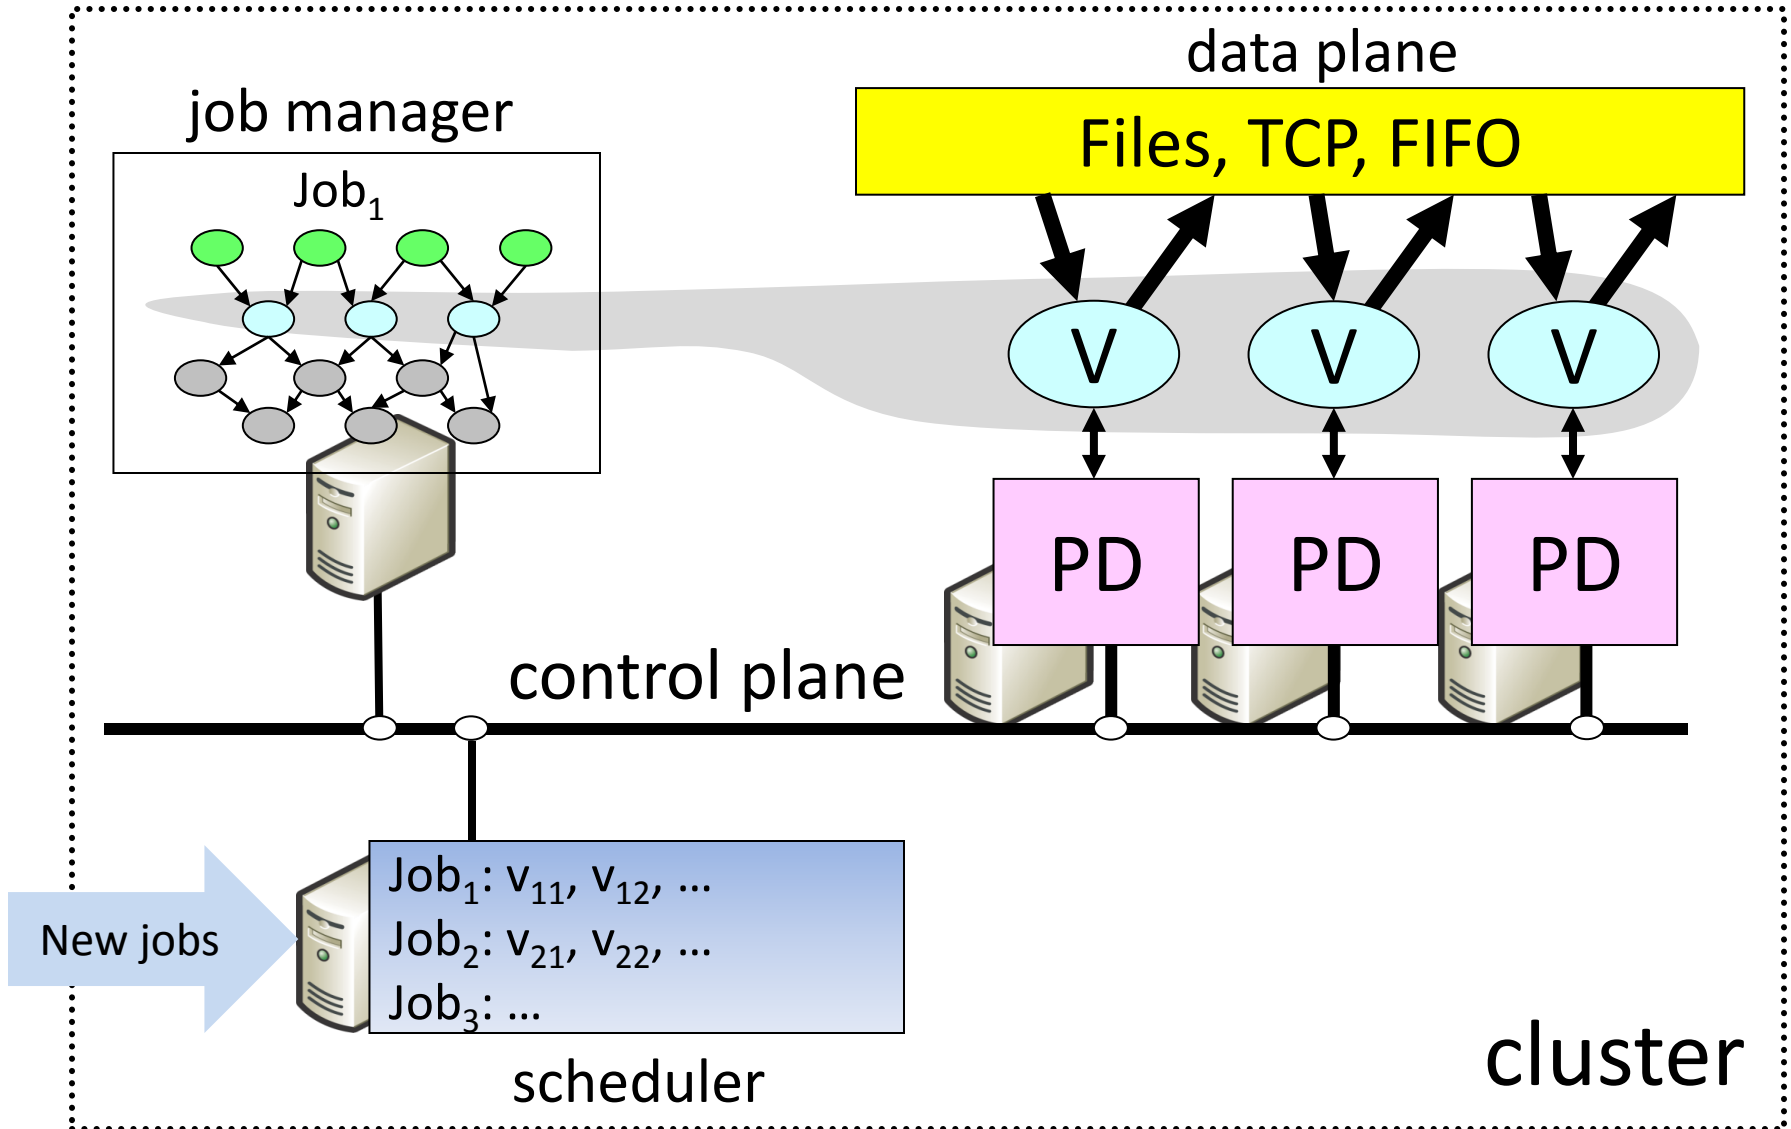 data plane
Files, TCP, FIFO
job manager
Job₁
V
V
V
PD
PD
PD
control plane
New jobs
Job₁: v₁₁, v₁₂, ...
Job₂: v₂₁, v₂₂, ...
Job₃: ...
scheduler
cluster